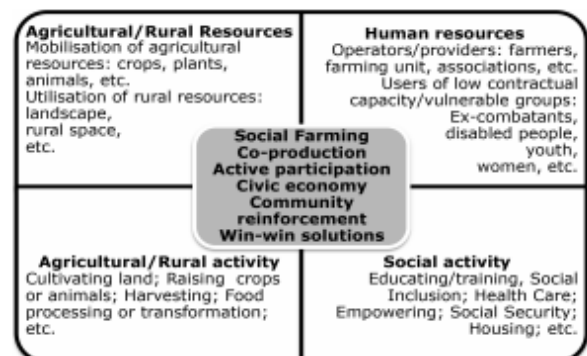 Agricultural/Rural Resources
Mobilisation of agricultural
resources: crops, plants,
animals, etc.
Utilisation of rural resources:
landscape,
rural space,
etc.
Human resources
Operators/providers: farmers,
farming unit, associations, etc.
Users of low contractual
capacity/vulnerable groups:
Ex-combatants,
disabled people,
youth,
women, etc.
Social Farming
Co-production
Active participation
Civic economy
Community
reinforcement
Win-win solutions
Agricultural/Rural activity
Cultivating land; Raising crops
or animals; Harvesting; Food
processing or transformation;
etc.
Social activity
Educating/training, Social
Inclusion; Health Care;
Empowering; Social Security;
Housing; etc.